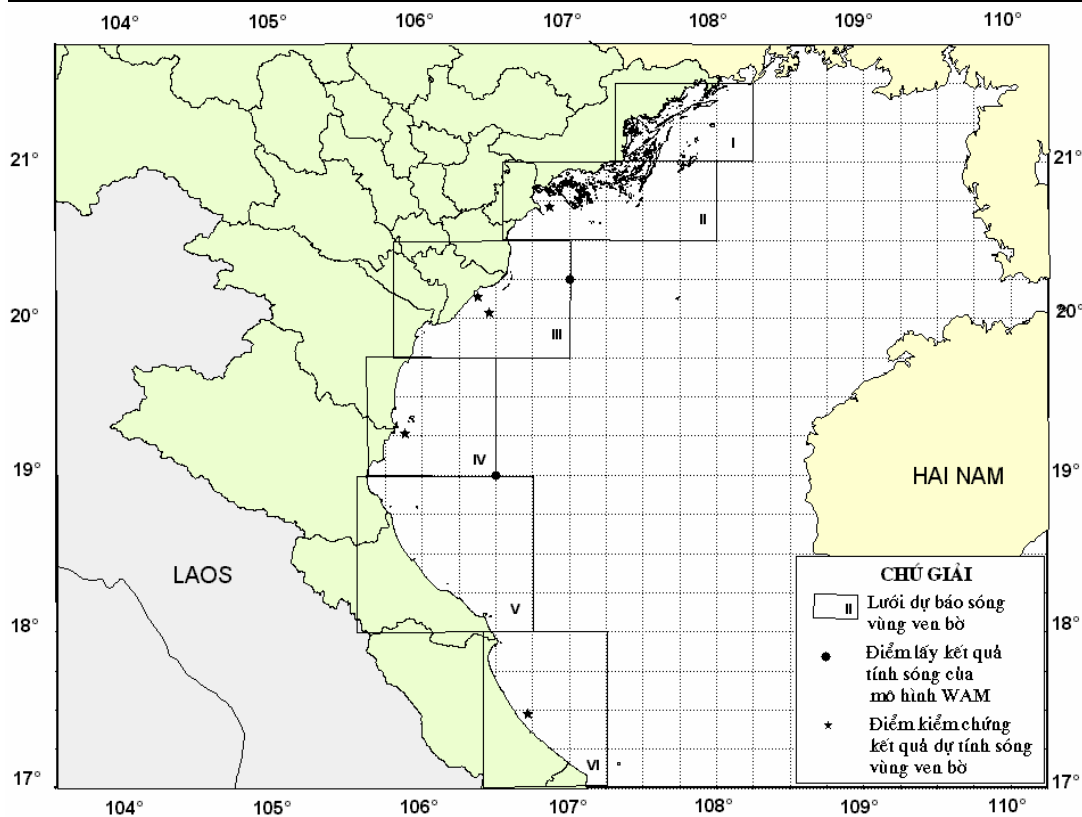 104° 105° 106° 107° 108° 109° 110°
I
21° 21°
II
20° 20°
III
S
IV
19° 19°
HAI NAM
LAOS
V
18° 18°
VI
17° 17°
104° 105° 106° 107° 108° 109° 110°
CHÚ GIẢI
II Lưới dự báo sóng
vùng ven bờ
Điểm lấy kết quả
tính sóng của
mô hình WAM
Điểm kiểm chứng
kết quả dự tính sóng
vùng ven bờ